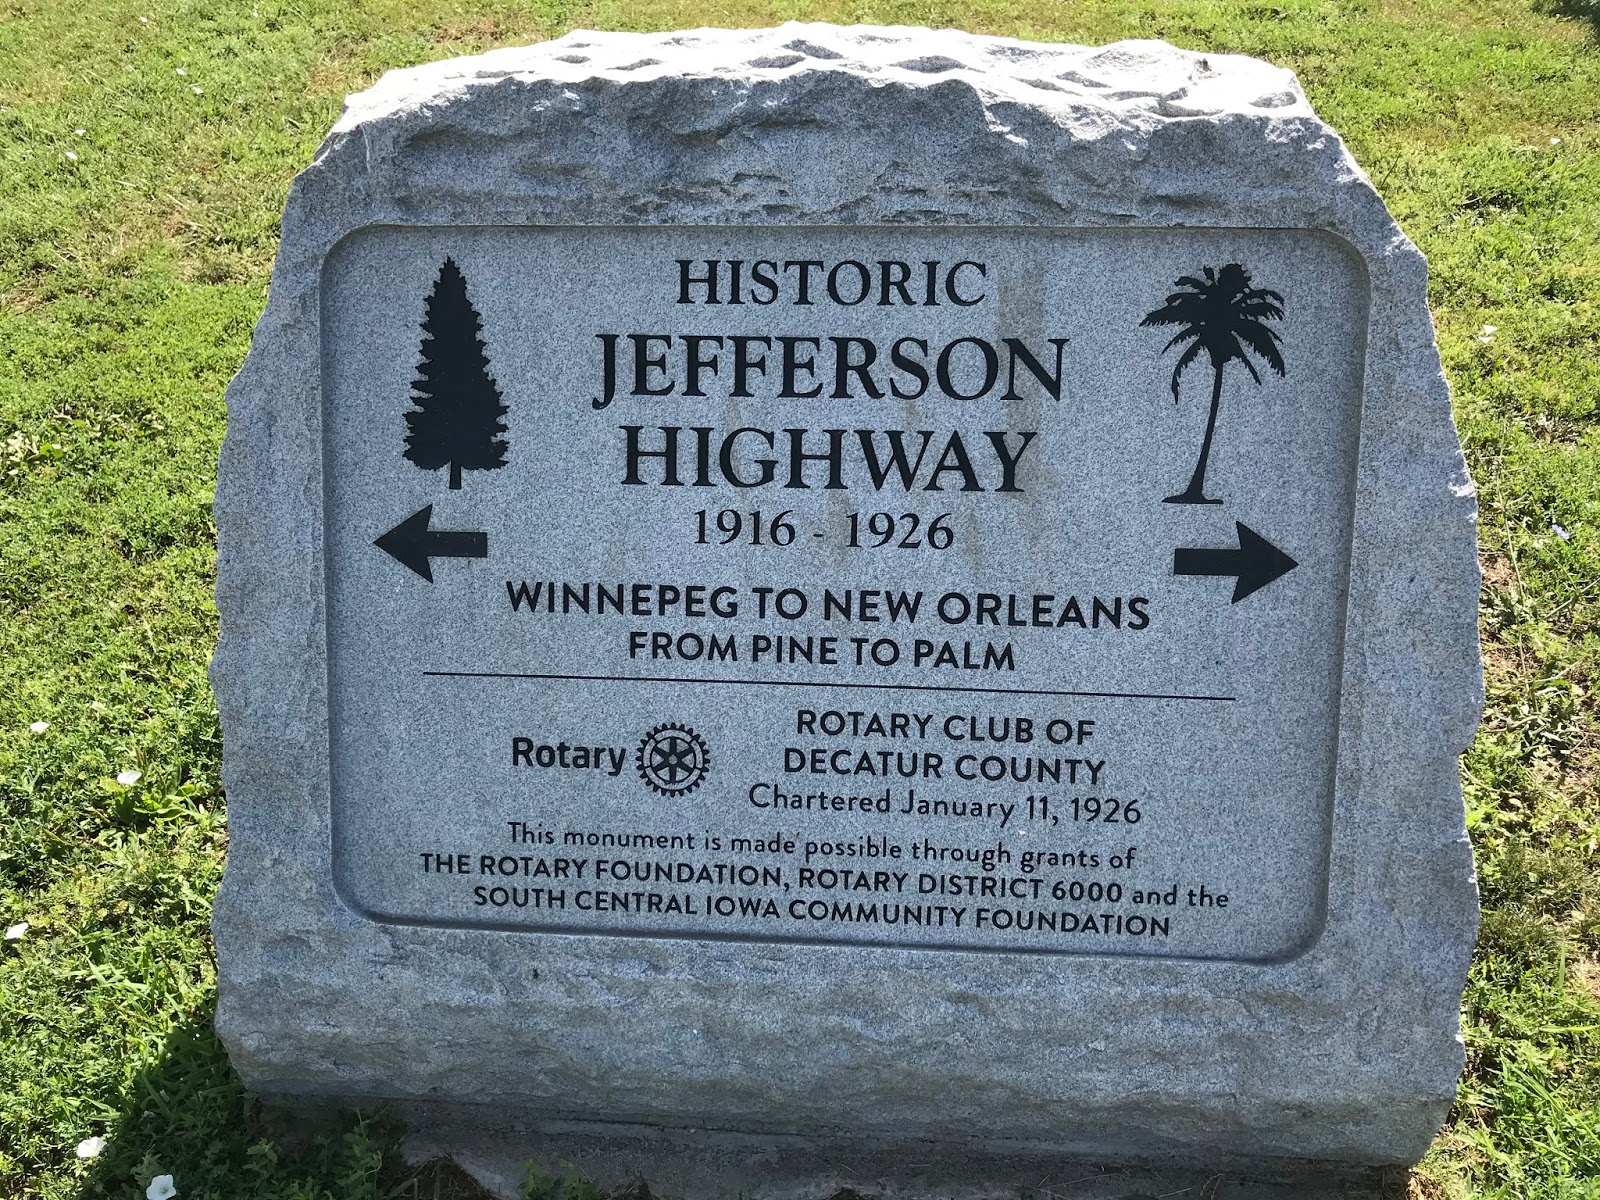 HISTORIC
JEFFERSON
HIGHWAY
1916 - 1926
WINNEPEG TO NEW ORLEANS
FROM PINE TO PALM
Rotary
ROTARY CLUB OF
DECATUR COUNTY
Chartered January 11, 1926
This monument is made possible through grants of
THE ROTARY FOUNDATION, ROTARY DISTRICT 6000 and the
SOUTH CENTRAL IOWA COMMUNITY FOUNDATION